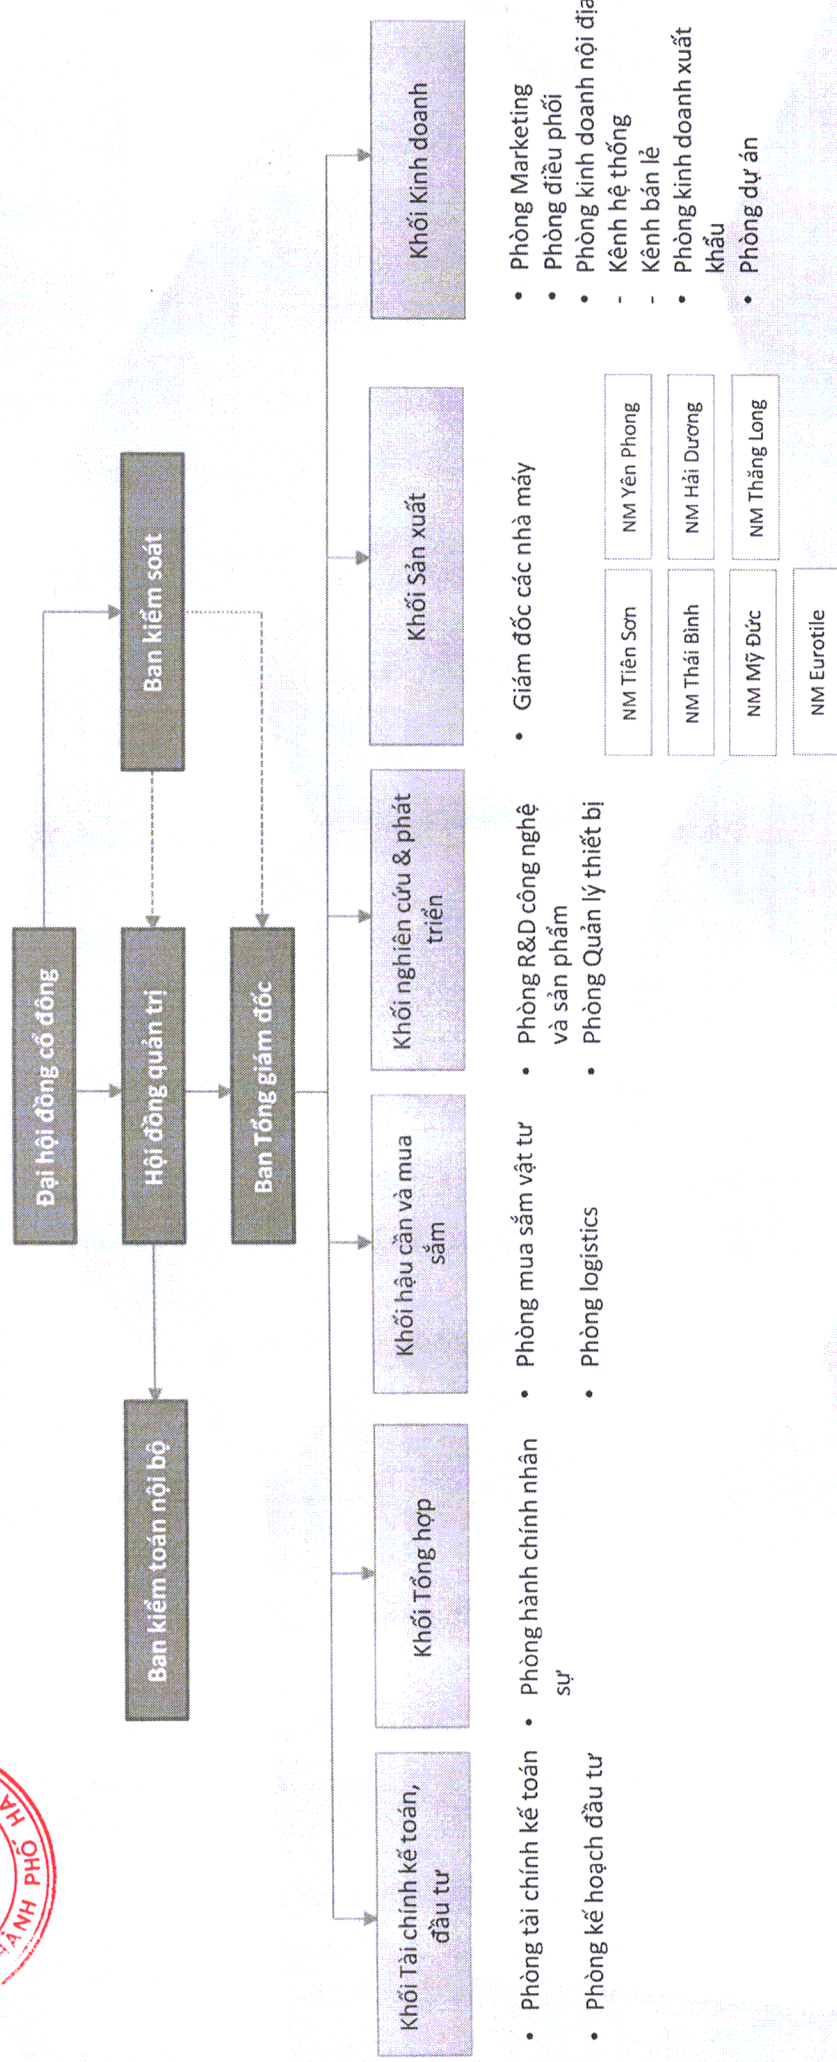 ÀNH PHỐ HA
Đại hội đồng cổ đông
Ban kiểm toán nội bộ
Hội đồng quản trị
Ban kiểm soát
Ban Tổng giám đốc
Khối Tài chính kế toán,
đầu tư
Khối Tổng hợp
Khối hậu cần và mua
sắm
Khối nghiên cứu & phát
triển
Khối Sản xuất
Khối Kinh doanh
• Phòng tài chính kế toán
• Phòng kế hoạch đầu tư
• Phòng hành chính nhân
sự
• Phòng mua sắm vật tư
• Phòng logistics
• Phòng R&D công nghệ
và sản phẩm
• Phòng Quản lý thiết bị
• Giám đốc các nhà máy
NM Tiên Sơn
NM Yên Phong
NM Thái Bình
NM Hải Dương
NM Mỹ Đức
NM Thăng Long
NM Eurotile
• Phòng Marketing
• Phòng điều phối
• Phòng kinh doanh nội địa
- Kênh hệ thống
- Kênh bán lẻ
• Phòng kinh doanh xuất
khẩu
• Phòng dự án